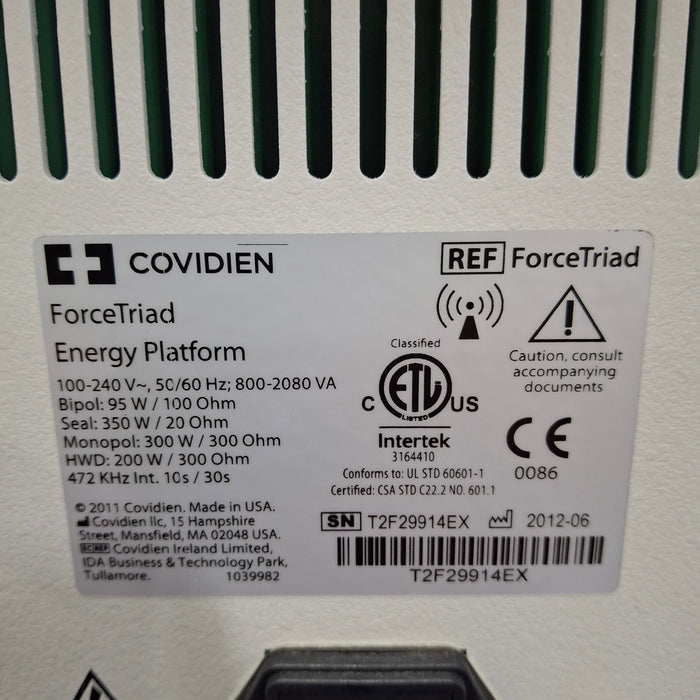 COVIDIEN
REF ForceTriad
ForceTriad
Energy Platform
100-240 V~, 50/60 Hz; 800-2080 VA
Bipol: 95 W / 100 Ohm
Seal: 350 W / 20 Ohm
Monopol: 300 W / 300 Ohm
HWD: 200 W / 300 Ohm
472 KHz Int. 10s / 30s
© 2011 Covidien. Made in USA.
Covidien llc, 15 Hampshire
Street, Mansfield, MA 02048 USA.
EC REP Covidien Ireland Limited,
IDA Business & Technology Park,
Tullamore. 1039982
Classified
C ETL US
LISTED
Intertek
3164410
Conforms to: UL STD 60601-1
Certified: CSA STD C22.2 NO. 601.1
Caution, consult
accompanying
documents
CE
0086
SN T2F29914EX 2012-06
T2F29914EX